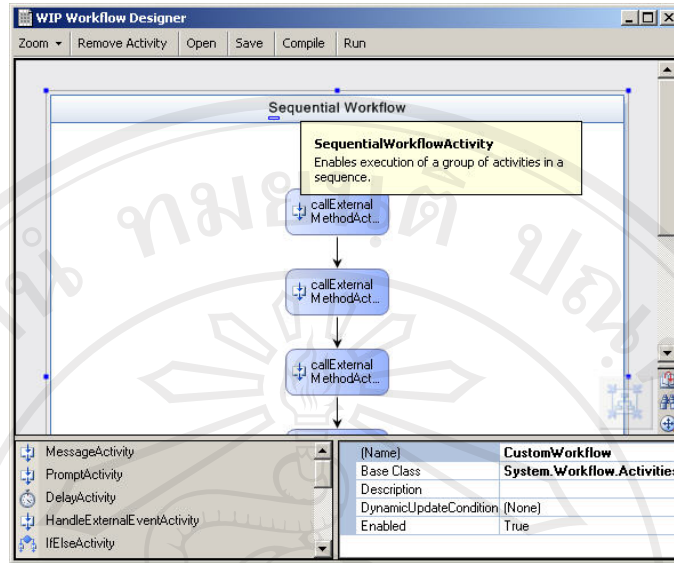 WIP Workflow Designer
Zoom Remove Activity Open Save Compile Run
Sequential Workflow
SequentialWorkflowActivity
Enables execution of a group of activities in a
sequence.
callExternal
MethodAct...
callExternal
MethodAct...
callExternal
MethodAct...
MessageActivity
PromptActivity
DelayActivity
HandleExternalEventActivity
IfElseActivity
(Name) CustomWorkflow
Base Class System.Workflow.Activities
Description
DynamicUpdateCondition (None)
Enabled True